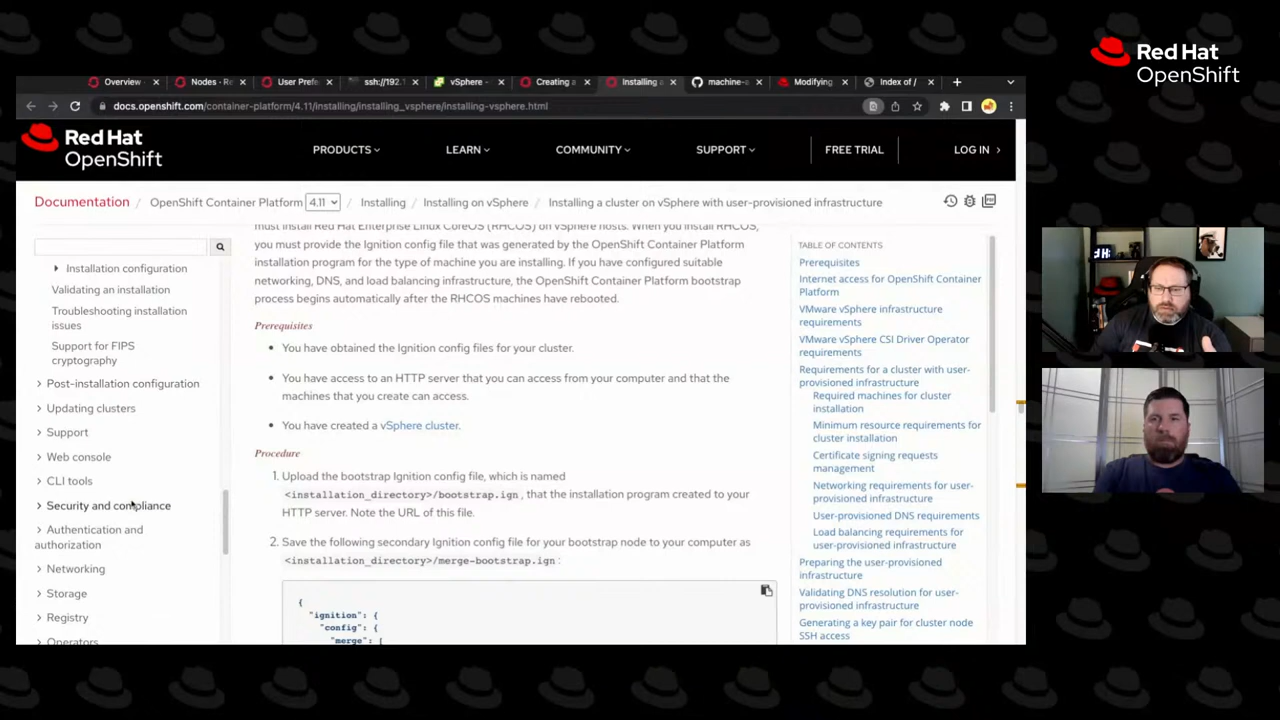 Red Hat
OpenShift
Overview
Nodes · Re
User Prefe
ssh://192.1
vSphere -
Creating a
Installing a
machine-a
Modifying
Index of /
docs.openshift.com/container-platform/4.11/installing/installing_vsphere/installing-vsphere.html
Red Hat
OpenShift
PRODUCTS
LEARN
COMMUNITY
SUPPORT
FREE TRIAL
LOG IN
Documentation / OpenShift Container Platform 4.11 / Installing / Installing on vSphere / Installing a cluster on vSphere with user-provisioned infrastructure
Installation configuration
Validating an installation
Troubleshooting installation
issues
Support for FIPS
cryptography
Post-installation configuration
Updating clusters
Support
Web console
CLI tools
Security and compliance
Authentication and
authorization
Networking
Storage
Registry
Operators
must install Red Hat Enterprise Linux CoreOS (RHCOS) on vSphere hosts. When you install RHCOS,
you must provide the Ignition config file that was generated by the OpenShift Container Platform
installation program for the type of machine you are installing. If you have configured suitable
networking, DNS, and load balancing infrastructure, the OpenShift Container Platform bootstrap
process begins automatically after the RHCOS machines have rebooted.
Prerequisites
• You have obtained the Ignition config files for your cluster.
• You have access to an HTTP server that you can access from your computer and that the
machines that you create can access.
• You have created a vSphere cluster.
Procedure
1. Upload the bootstrap Ignition config file, which is named
<installation_directory>/bootstrap.ign, that the installation program created to your
HTTP server. Note the URL of this file.
2. Save the following secondary Ignition config file for your bootstrap node to your computer as
<installation_directory>/merge-bootstrap.ign:
{
"ignition": {
"config": {
"merge": [
TABLE OF CONTENTS
Prerequisites
Internet access for OpenShift Container
Platform
VMware vSphere infrastructure
requirements
VMware vSphere CSI Driver Operator
requirements
Requirements for a cluster with user-
provisioned infrastructure
Required machines for cluster
installation
Minimum resource requirements for
cluster installation
Certificate signing requests
management
Networking requirements for user-
provisioned infrastructure
User-provisioned DNS requirements
Load balancing requirements for
user-provisioned infrastructure
Preparing the user-provisioned
infrastructure
Validating DNS resolution for user-
provisioned infrastructure
Generating a key pair for cluster node
SSH access